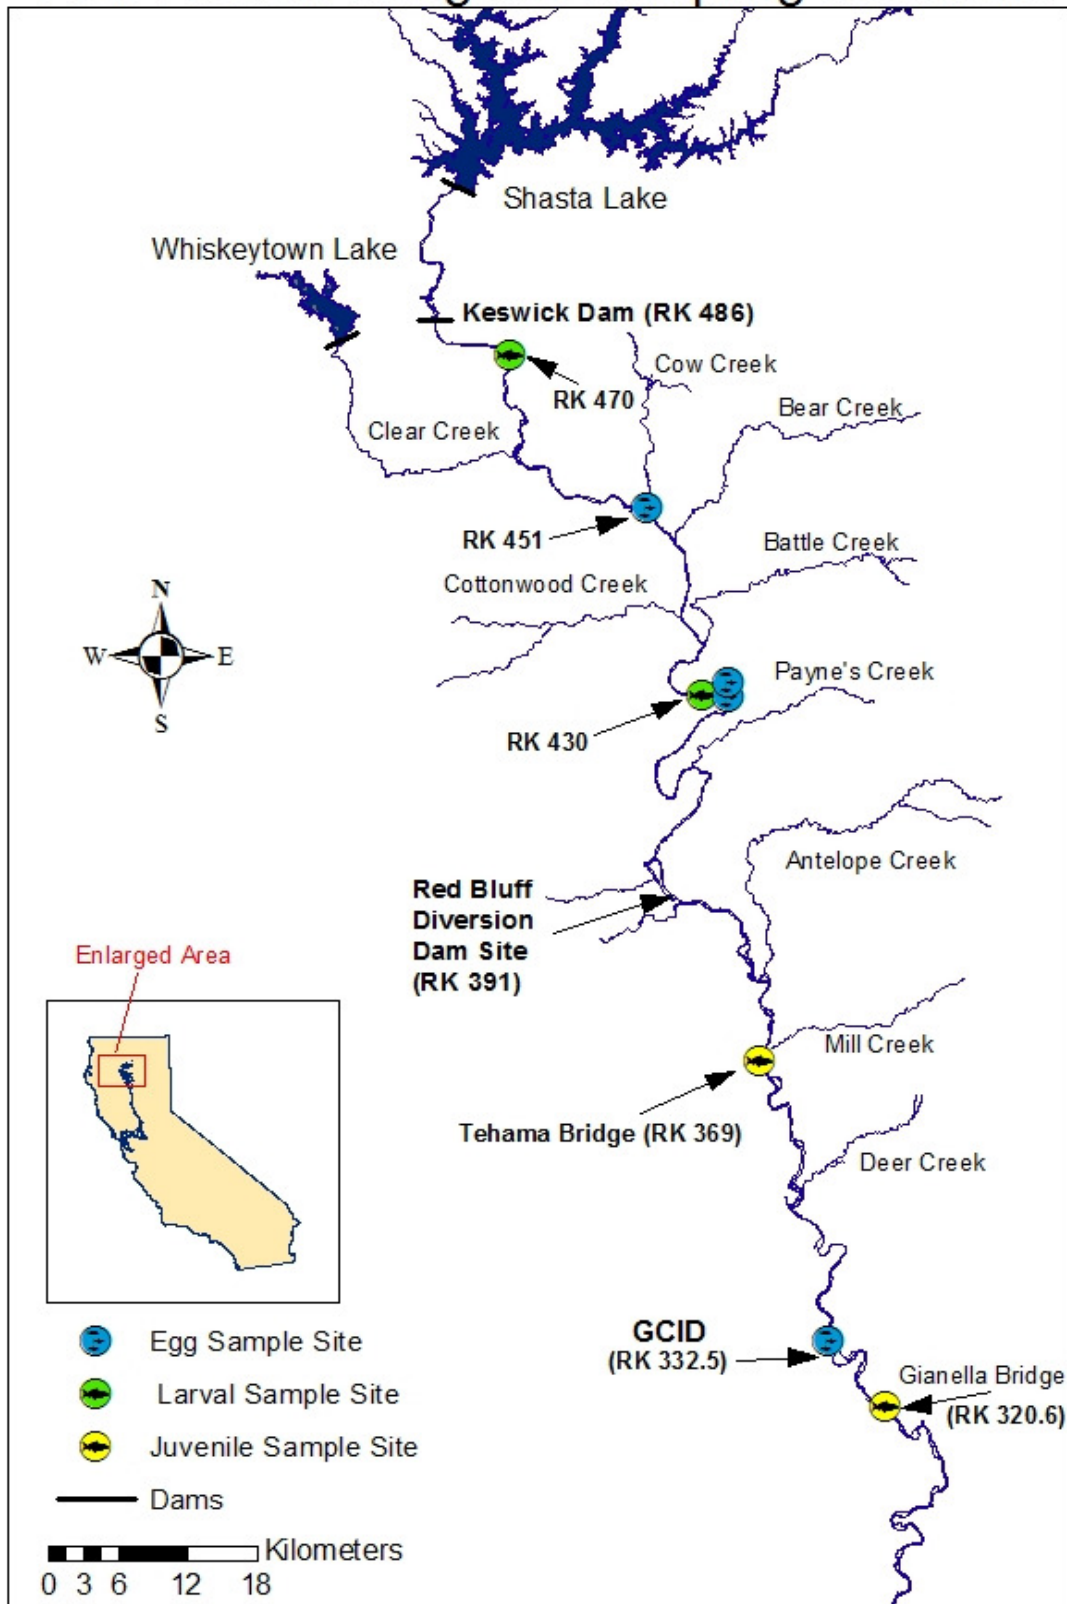 Shasta Lake
Whiskeytown Lake
Keswick Dam (RK 486)
Cow Creek
RK 470
Bear Creek
Clear Creek
RK 451
Battle Creek
Cottonwood Creek
N
W
E
S
Payne's Creek
RK 430
Antelope Creek
Red Bluff
Diversion
Dam Site
(RK 391)
Enlarged Area
Mill Creek
Tehama Bridge (RK 369)
Deer Creek
GCID
(RK 332.5)
Gianella Bridge
(RK 320.6)
Egg Sample Site
Larval Sample Site
Juvenile Sample Site
Dams
Kilometers
0 3 6 12 18